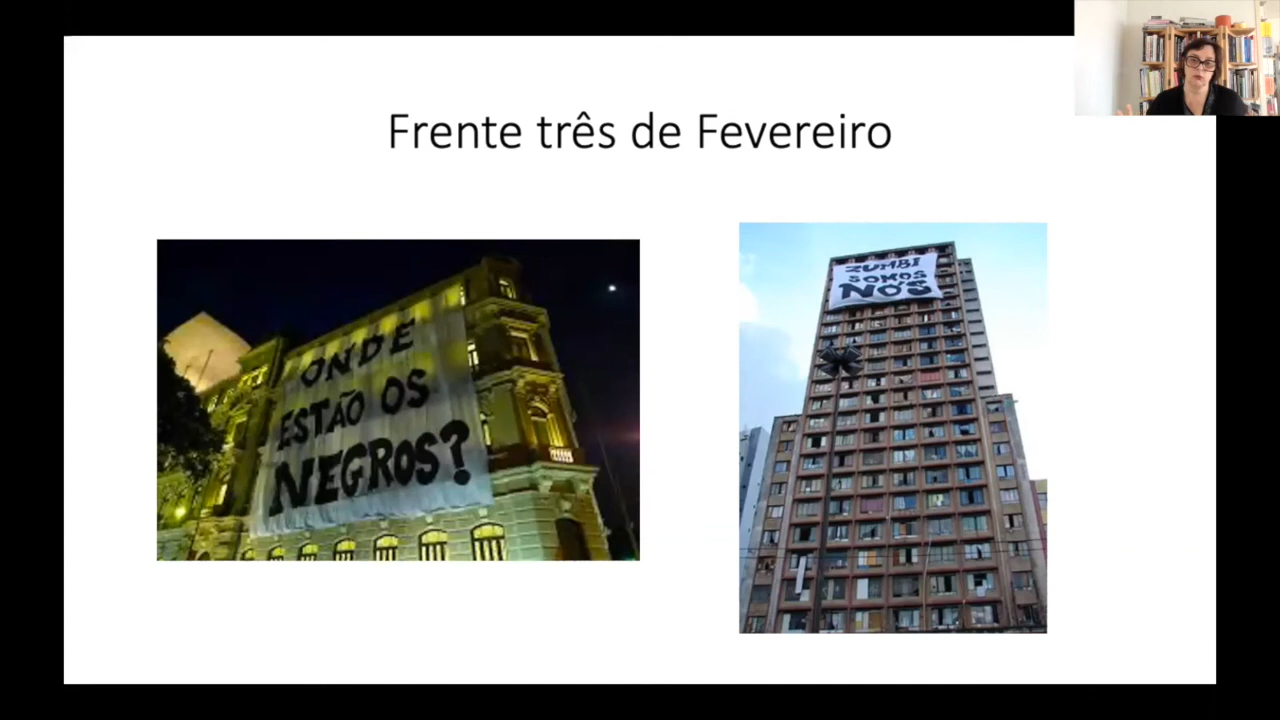 Frente três de Fevereiro
ONDE
ESTÃO OS
NEGROS?
ZUMBI
SOMOS
NÓS